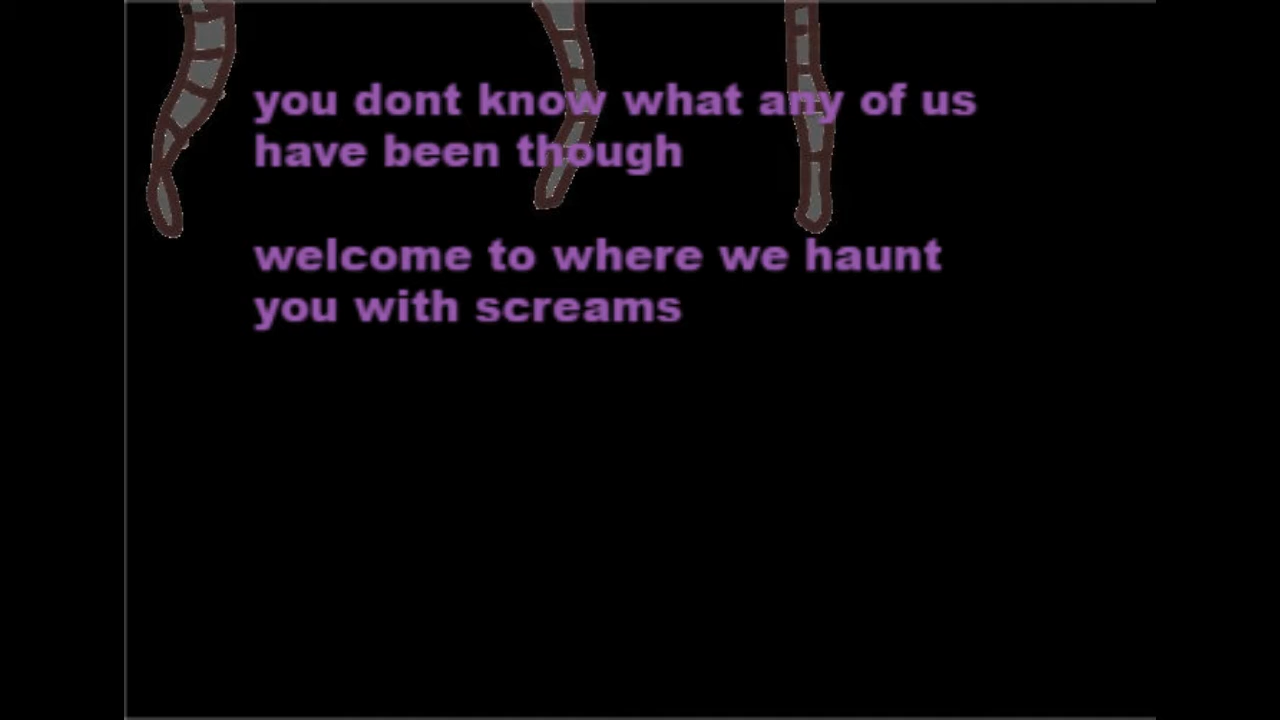 you dont know what any of us
have been though
welcome to where we haunt
you with screams